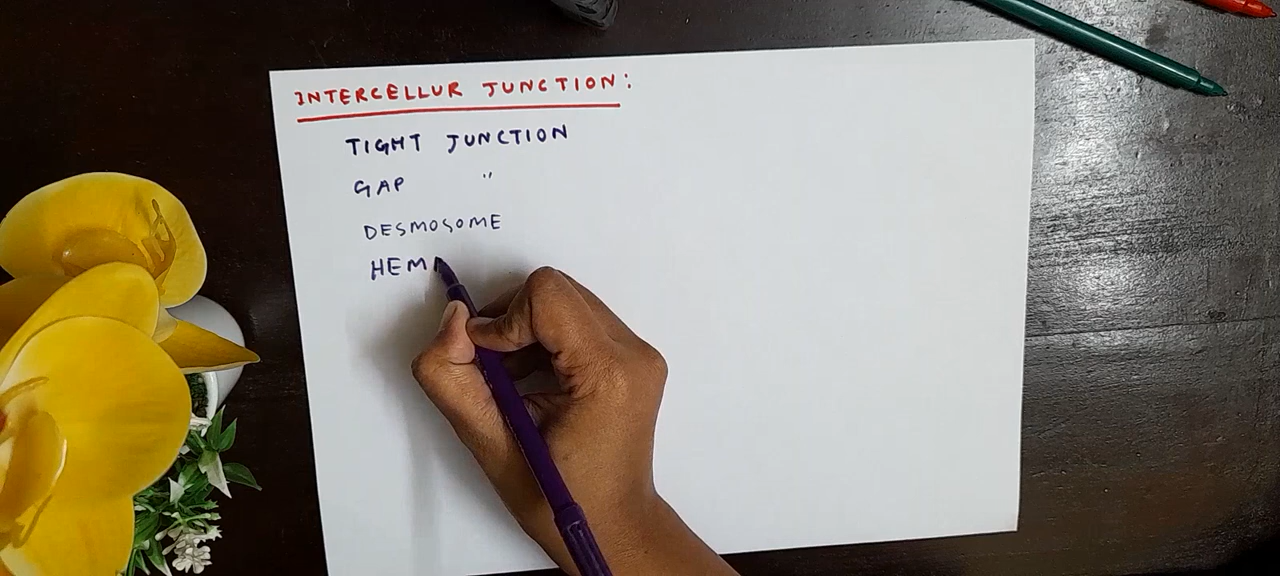 INTERCELLUR JUNCTION:
TIGHT JUNCTION
GAP "
DESMOSOME
HEM